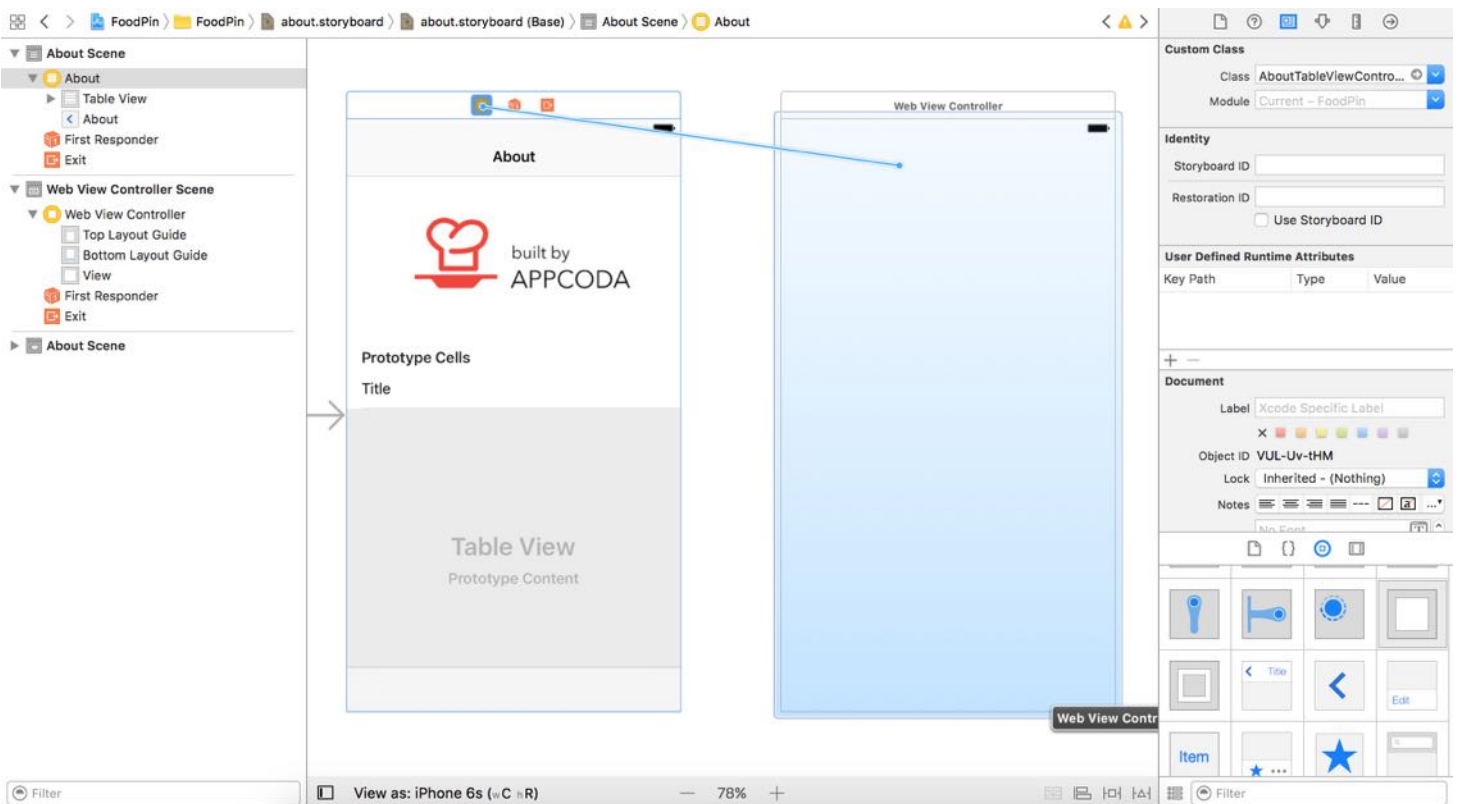 FoodPin
FoodPin
about.storyboard
about.storyboard (Base)
About Scene
About
About Scene
About
Table View
About
First Responder
Exit
Web View Controller Scene
Web View Controller
Top Layout Guide
Bottom Layout Guide
View
First Responder
Exit
About Scene
Filter
About
built by
APPCODA
Prototype Cells
Title
Table View
Prototype Content
Web View Controller
Web View Contr
View as: iPhone 6s (wC hR)
78%
Custom Class
Class AboutTableViewContro...
Module Current - FoodPin
Identity
Storyboard ID
Restoration ID
Use Storyboard ID
User Defined Runtime Attributes
Key Path Type Value
Document
Label Xcode Specific Label
Object ID VUL-Uv-tHM
Lock Inherited - (Nothing)
Notes
No Font
Title
Edit
Item
Filter